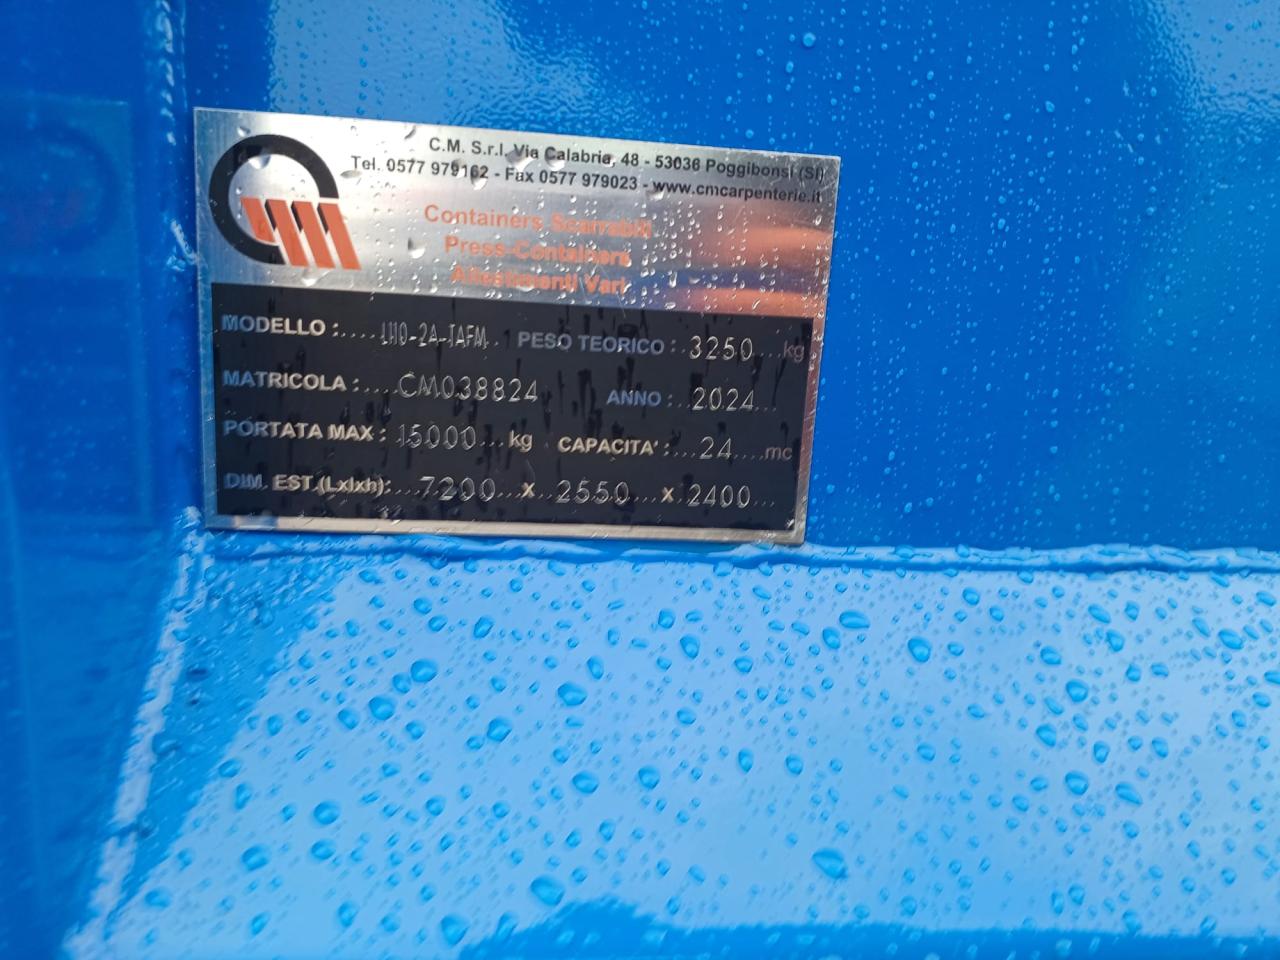 C.M. S.r.l. Via Calabria, 48 - 53036 Poggibonsi (SI)
Tel. 0577 979162 - Fax 0577 979023 - www.cmcarpenterie.it
Containers Scarrabili
Press-Containers
Allestimenti Vari
MODELLO :..... -2A-IAFM. PESO TEORICO :..3250...kg
MATRICOLA :....CM038824 ANNO :..2024...
PORTATA MAX : 15000...kg CAPACITA' :...24....mc
DIM. EST.(Lxlxh):...7200...x...2550...x..2400...